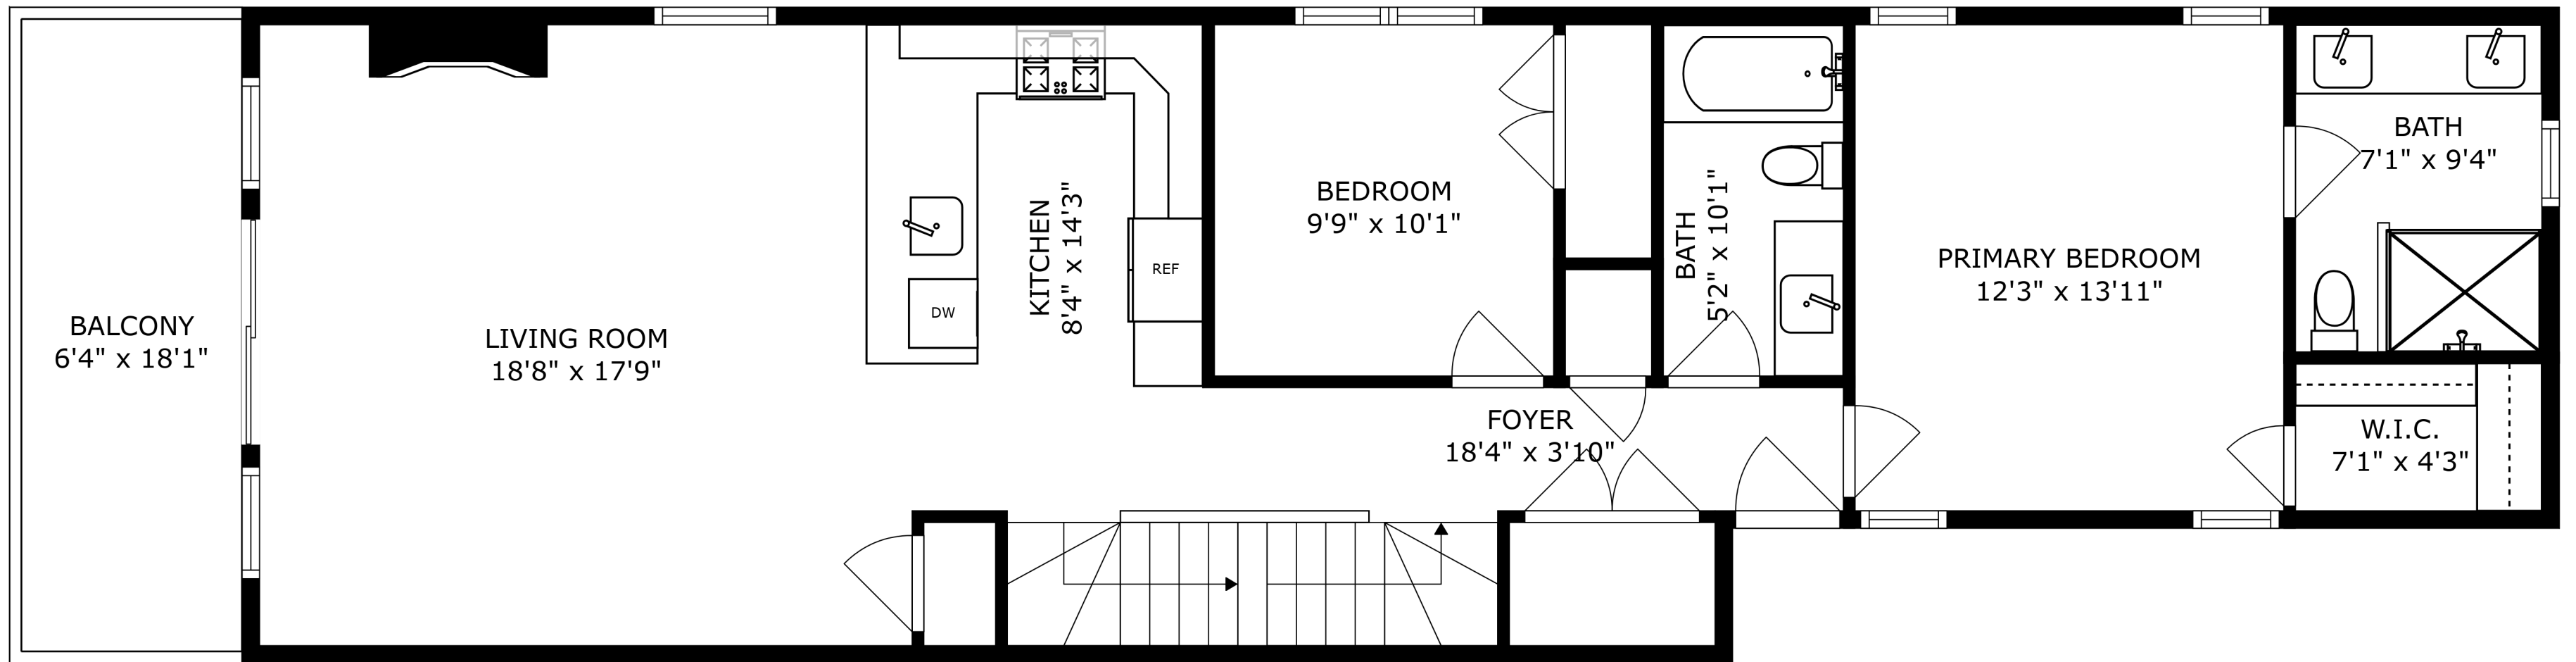 BALCONY
6'4" x 18'1"
LIVING ROOM
18'8" x 17'9"
KITCHEN
8'4" x 14'3"
DW
REF
BEDROOM
9'9" x 10'1"
BATH
5'2" x 10'1"
FOYER
18'4" x 3'10"
PRIMARY BEDROOM
12'3" x 13'11"
BATH
7'1" x 9'4"
W.I.C.
7'1" x 4'3"